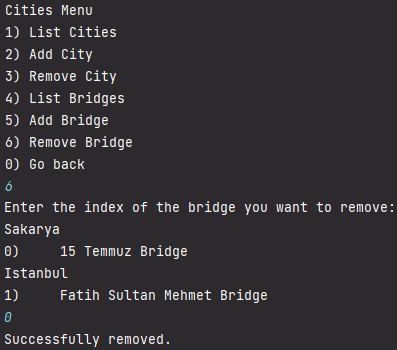 Cities Menu
1) List Cities
2) Add City
3) Remove City
4) List Bridges
5) Add Bridge
6) Remove Bridge
0) Go back
6
Enter the index of the bridge you want to remove:
Sakarya
0)     15 Temmuz Bridge
Istanbul
1)     Fatih Sultan Mehmet Bridge
0
Successfully removed.